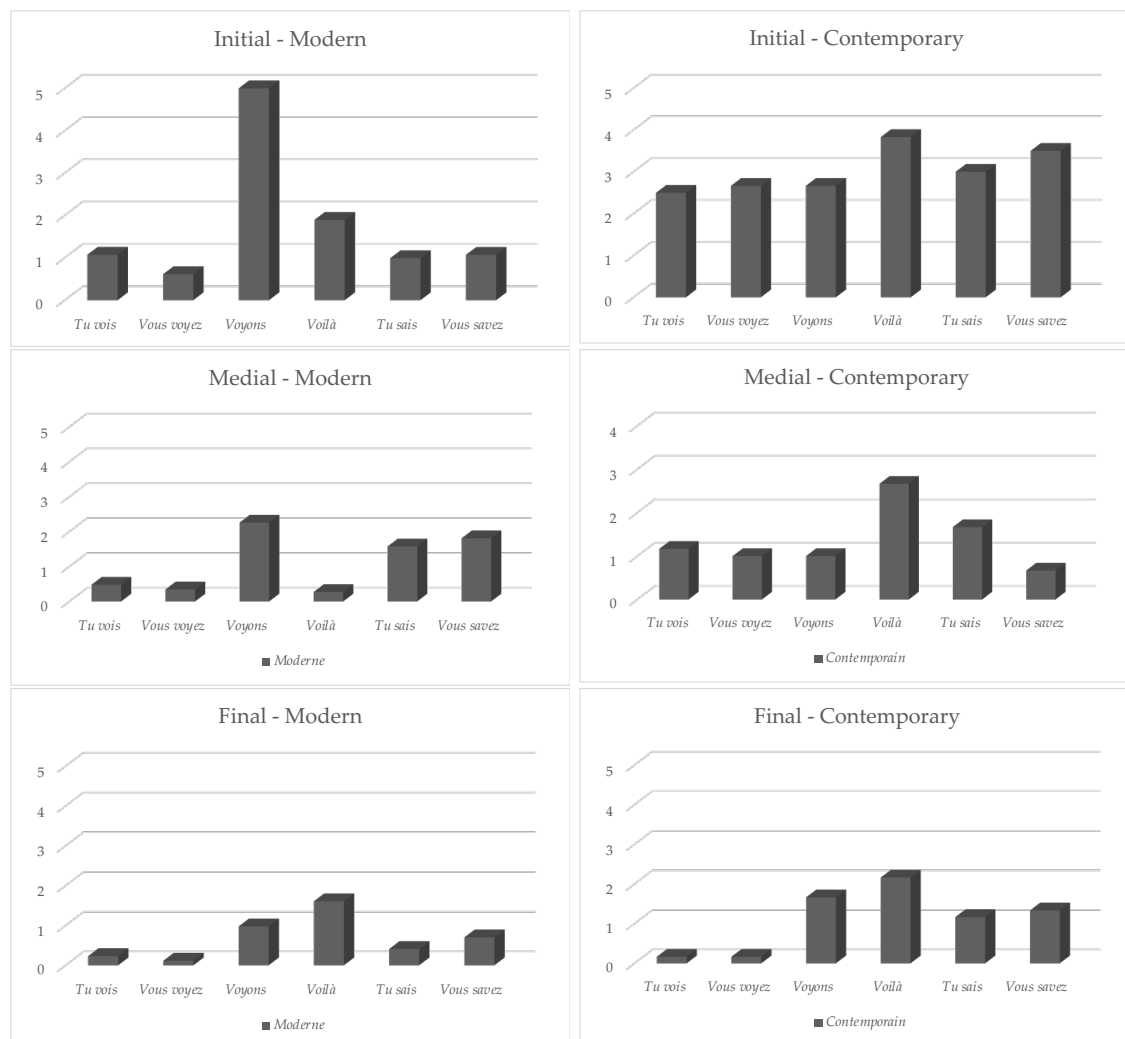 Initial - Modern
5
4
3
2
1
0
Tu vois Vous voyez Voyons Voilà Tu sais Vous savez
Initial - Contemporary
5
4
3
2
1
0
Tu vois Vous voyez Voyons Voilà Tu sais Vous savez
Medial - Modern
5
4
3
2
1
0
Tu vois Vous voyez Voyons Voilà Tu sais Vous savez
Moderne
Medial - Contemporary
4
3
2
1
0
Tu vois Vous voyez Voyons Voilà Tu sais Vous savez
Contemporain
Final - Modern
5
4
3
2
1
0
Tu vois Vous voyez Voyons Voilà Tu sais Vous savez
Moderne
Final - Contemporary
5
4
3
2
1
0
Tu vois Vous voyez Voyons Voilà Tu sais Vous savez
Contemporain